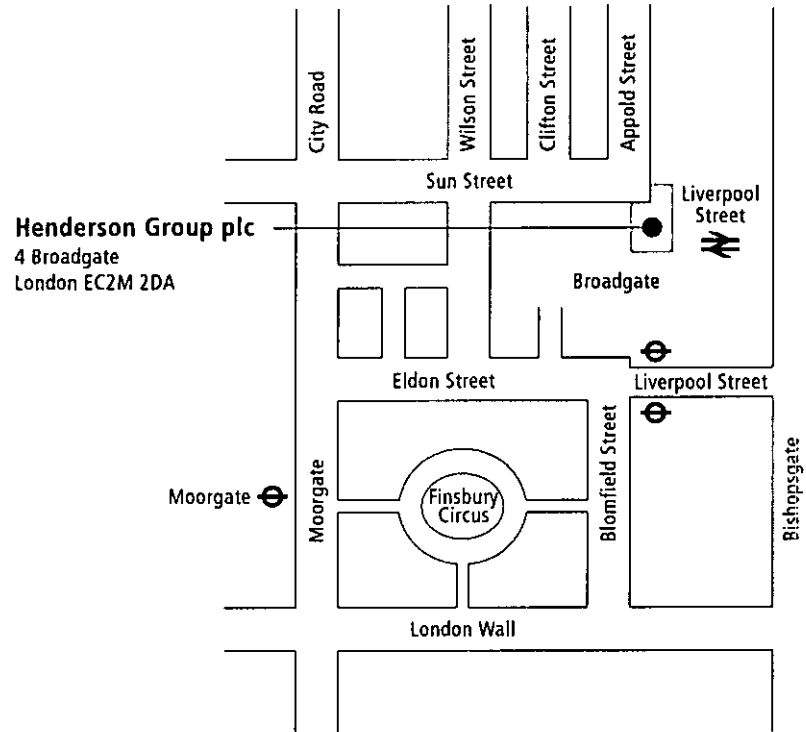 City Road
Wilson Street
Clifton Street
Appold Street
Sun Street
Liverpool
Street
Henderson Group plc
4 Broadgate
London EC2M 2DA
Broadgate
Eldon Street
Liverpool Street
Moorgate
Moorgate
Finsbury
Circus
Blomfield Street
Bishopsgate
London Wall